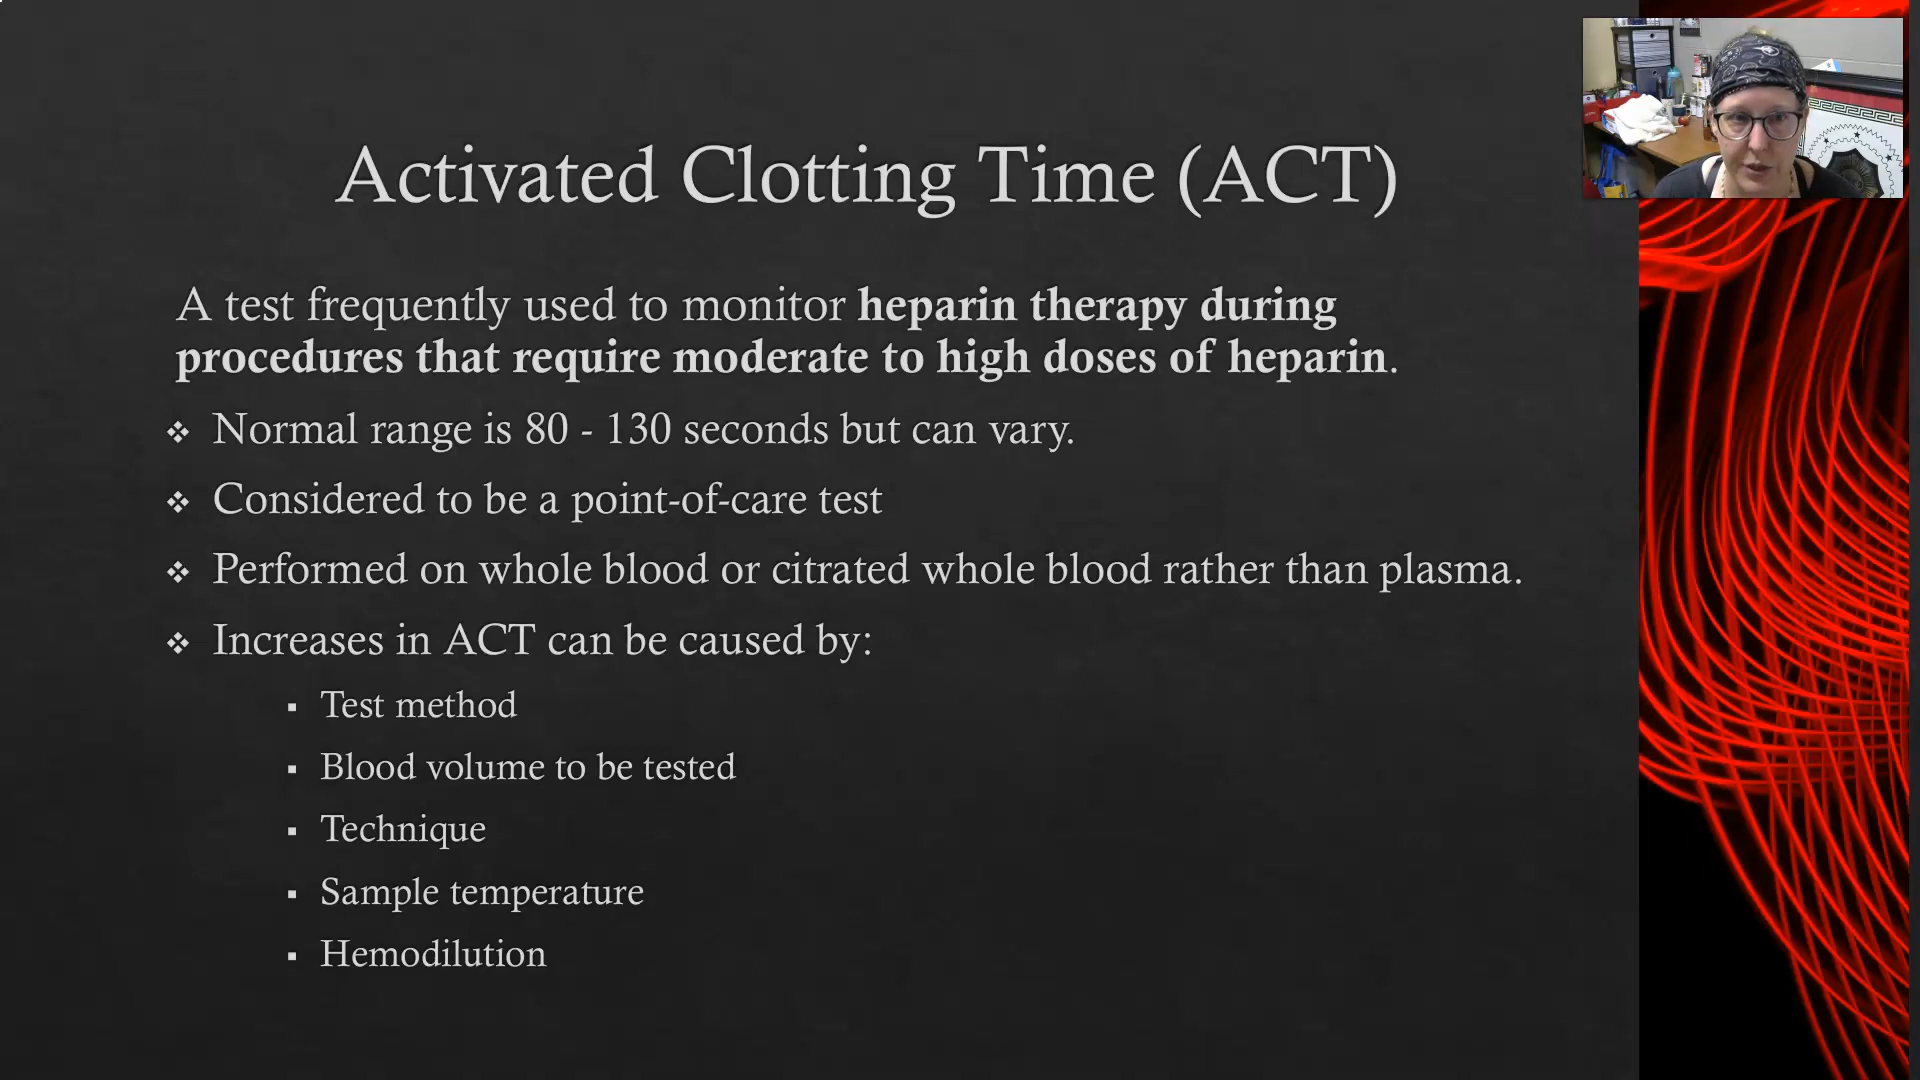 Activated Clotting Time (ACT)
A test frequently used to monitor heparin therapy during
procedures that require moderate to high doses of heparin.
❖ Normal range is 80 - 130 seconds but can vary.
❖ Considered to be a point-of-care test
❖ Performed on whole blood or citrated whole blood rather than plasma.
❖ Increases in ACT can be caused by:
▪ Test method
▪ Blood volume to be tested
▪ Technique
▪ Sample temperature
▪ Hemodilution